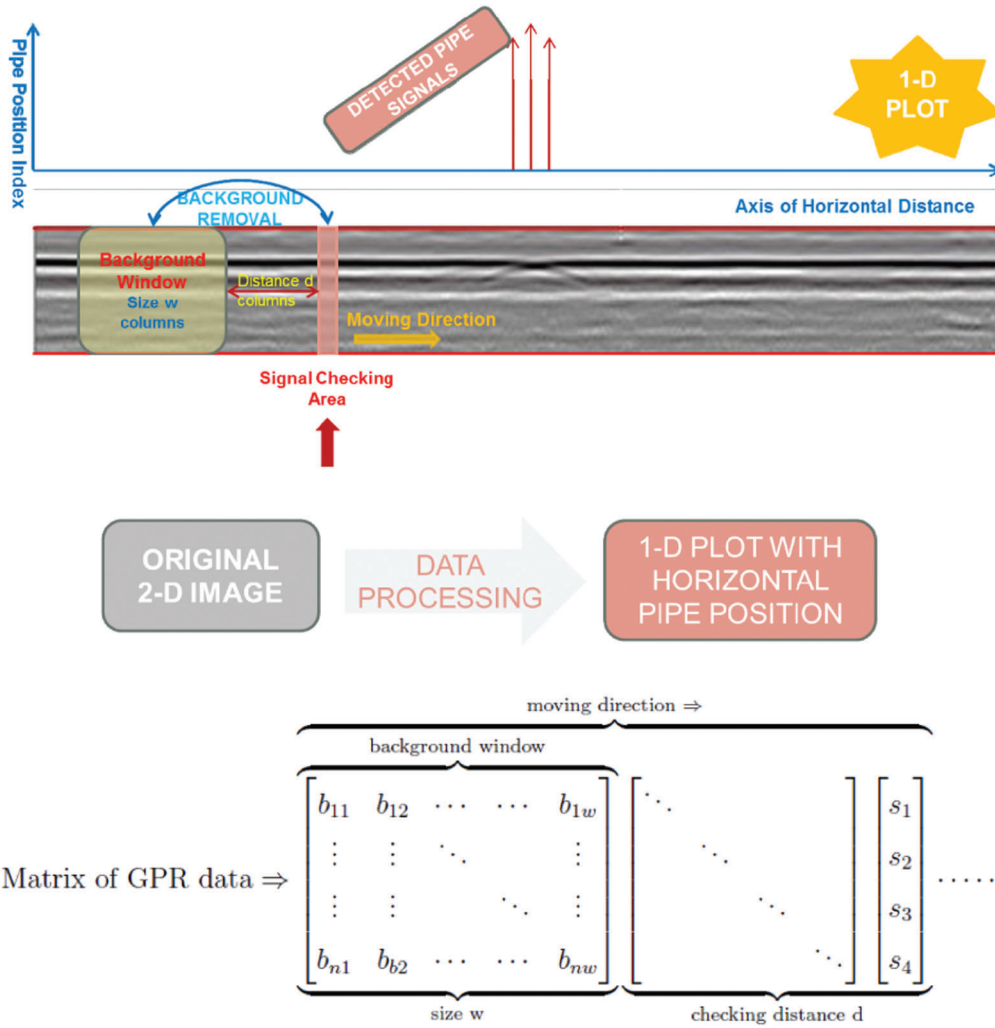 Pipe Position Index
DETECTED PIPE
SIGNALS
1-D
PLOT
BACKGROUND
REMOVAL
Axis of Horizontal Distance
Background
Window
Size w
columns
Distance d
columns
Moving Direction
Signal Checking
Area
ORIGINAL
2-D IMAGE
DATA
PROCESSING
1-D PLOT WITH
HORIZONTAL
PIPE POSITION
moving direction ⇒
background window
b11 b12 ⋯ ⋯ b1w ⋱ s1
⋮ ⋮ ⋱ ⋮ ⋱ s2
Matrix of GPR data ⇒ ·····
⋮ ⋮ ⋱ ⋮ ⋱ s3
bn1 bb2 ⋯ ⋯ bnw ⋱ s4
size w
checking distance d